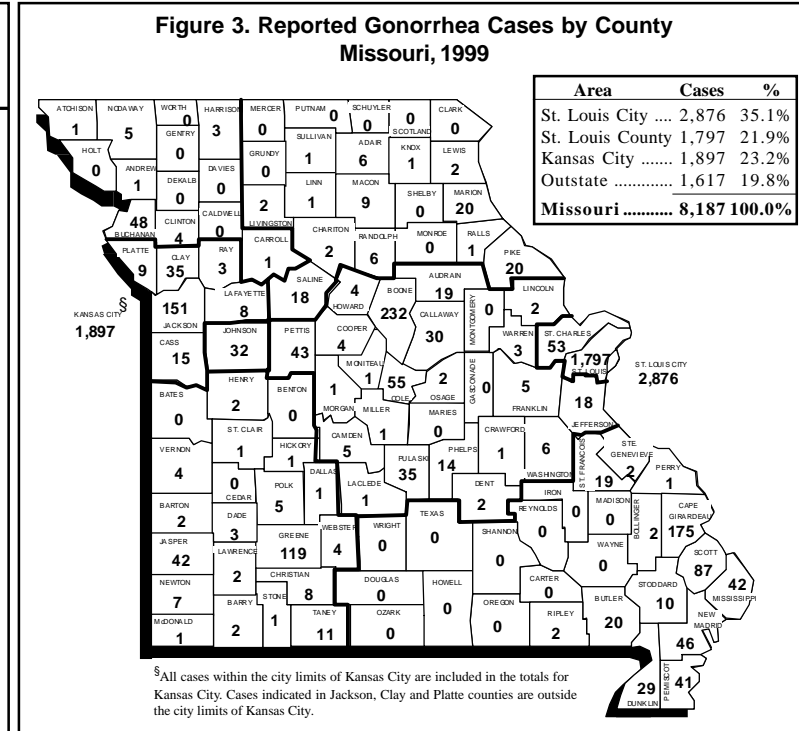 Figure 3. Reported Gonorrhea Cases by County
Missouri, 1999
Area Cases %
St. Louis City .... 2,876 35.1%
St. Louis County 1,797 21.9%
Kansas City ...... 1,897 23.2%
Outstate ............. 1,617 19.8%
Missouri ........... 8,187 100.0%
ATCHISON
1
NODAWAY
5
WORTH
0
HARRISON
3
MERCER
0
PUTNAM
0
SCHUYLER
0
SCOTLAND
0
CLARK
0
HOLT
0
ANDREW
1
GENTRY
0
DEKALB
0
DAVIES
0
GRUNDY
0
SULLIVAN
1
ADAIR
6
KNOX
1
LEWIS
2
48
BUCHANAN
CLINTON
4
CALDWELL
0
2
LIVINGSTON
LINN
1
MACON
9
SHELBY
0
MARION
20
PLATTE
9
CLAY
35
RAY
3
CARROLL
1
CHARITON
2
RANDOLPH
6
MONROE
0
RALLS
1
PIKE
20
KANSAS CITY §
1,897
151
JACKSON
LAFAYETTE
8
SALINE
18
4
HOWARD
BOONE
232
AUDRAIN
19
CALLAWAY
30
MONTGOMERY
0
LINCOLN
2
WARREN
3
ST. CHARLES
53
1,797
ST. LOUIS
ST. LOUIS CITY
2,876
CASS
15
JOHNSON
32
PETTIS
43
COOPER
4
MONITEAU
1
55
COLE
2
OSAGE
GASCONADE
0
5
FRANKLIN
18
JEFFERSON
BATES
0
HENRY
2
BENTON
0
1
MORGAN
MILLER
1
MARIES
0
CRAWFORD
1
6
WASHINGTON
ST. FRANCOIS
19
STE.
GENEVIEVE
2
PERRY
1
VERNON
4
ST. CLAIR
1
HICKORY
1
CAMDEN
5
PULASKI
35
PHELPS
14
DENT
2
IRON
0
MADISON
0
BOLLINGER
2
CAPE
GIRARDEAU
175
BARTON
2
0
CEDAR
POLK
5
DALLAS
1
LACLEDE
1
TEXAS
0
REYNOLDS
0
WAYNE
0
SCOTT
87
42
MISSISSIPPI
JASPER
42
DADE
3
GREENE
119
WEBSTER
4
WRIGHT
0
SHANNON
0
CARTER
0
BUTLER
20
STODDARD
10
NEW
MADRID
46
NEWTON
7
LAWRENCE
2
CHRISTIAN
8
DOUGLAS
0
HOWELL
0
OREGON
0
RIPLEY
2
McDONALD
1
BARRY
2
STONE
1
TANEY
11
OZARK
0
29
DUNKLIN
PEMISCOT
41
§All cases within the city limits of Kansas City are included in the totals for
Kansas City. Cases indicated in Jackson, Clay and Platte counties are outside
the city limits of Kansas City.